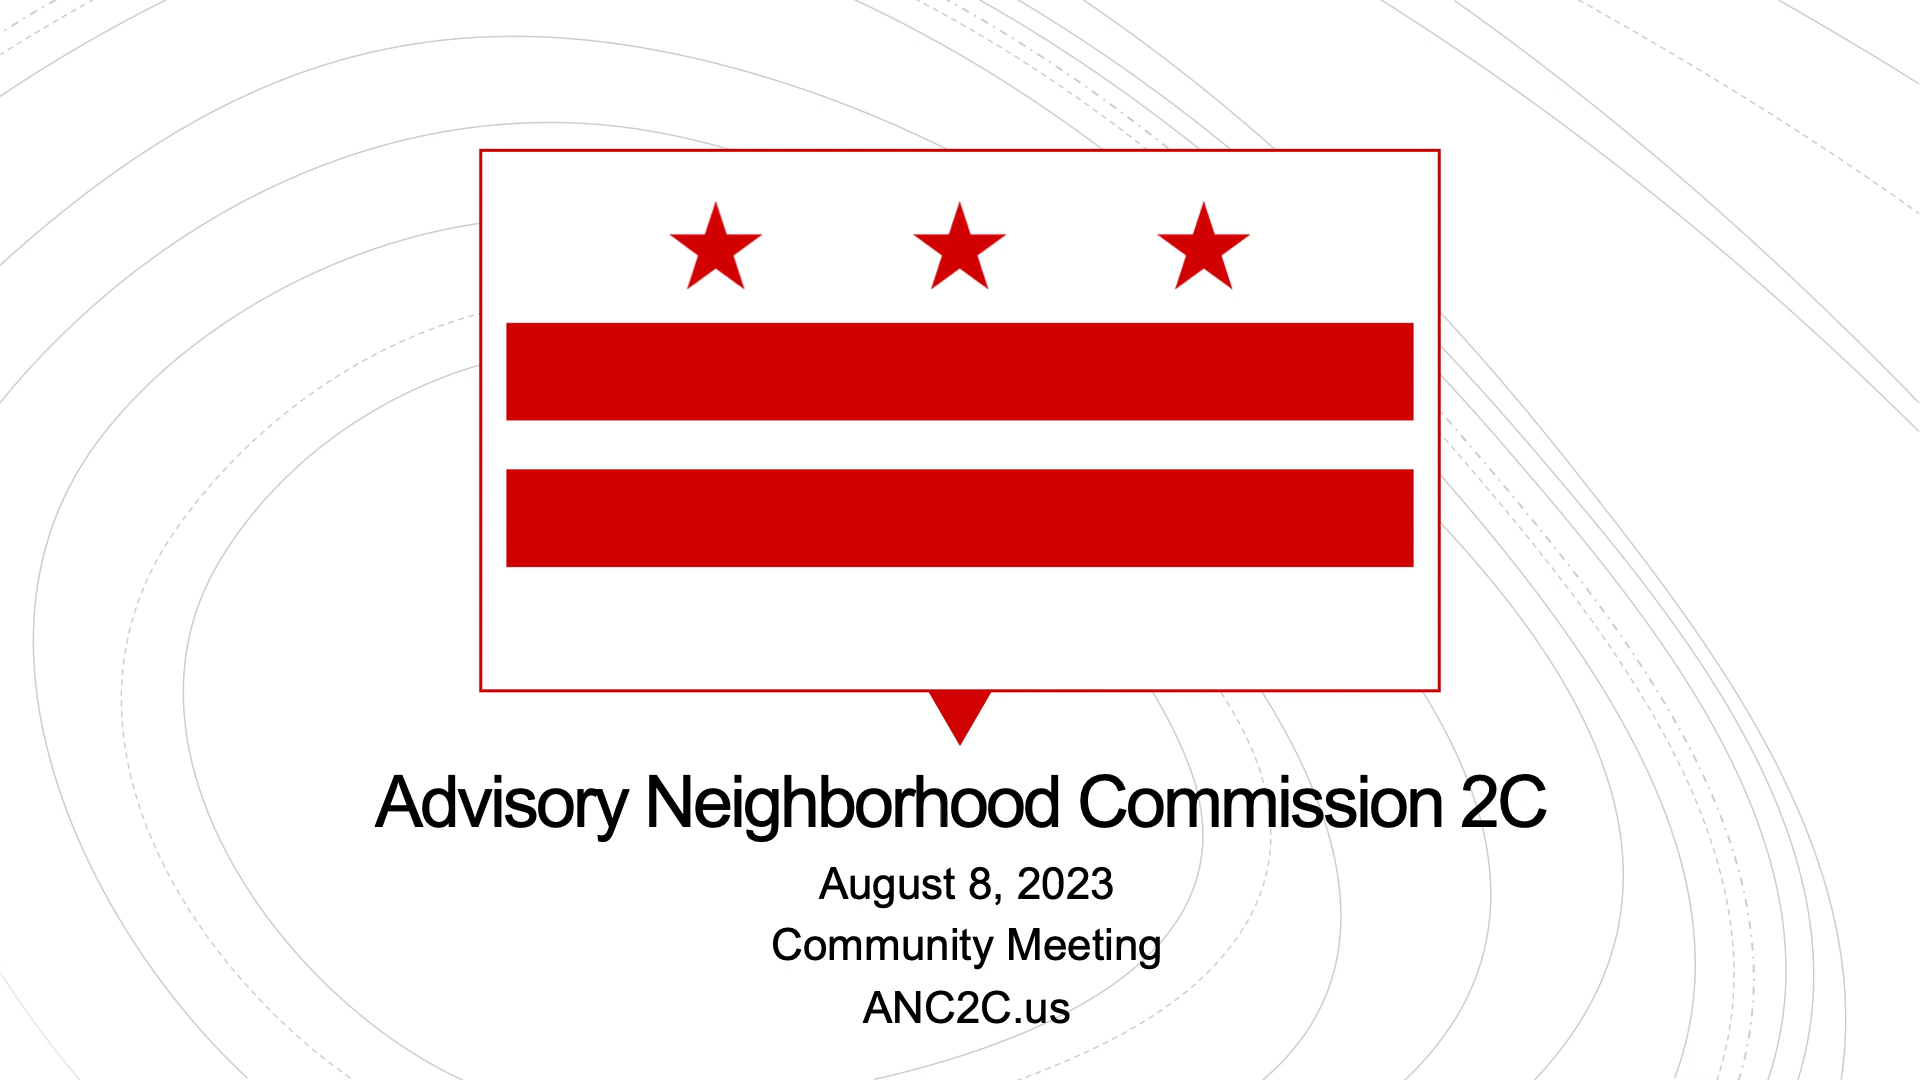 Advisory Neighborhood Commission 2C
August 8, 2023
Community Meeting
ANC2C.us